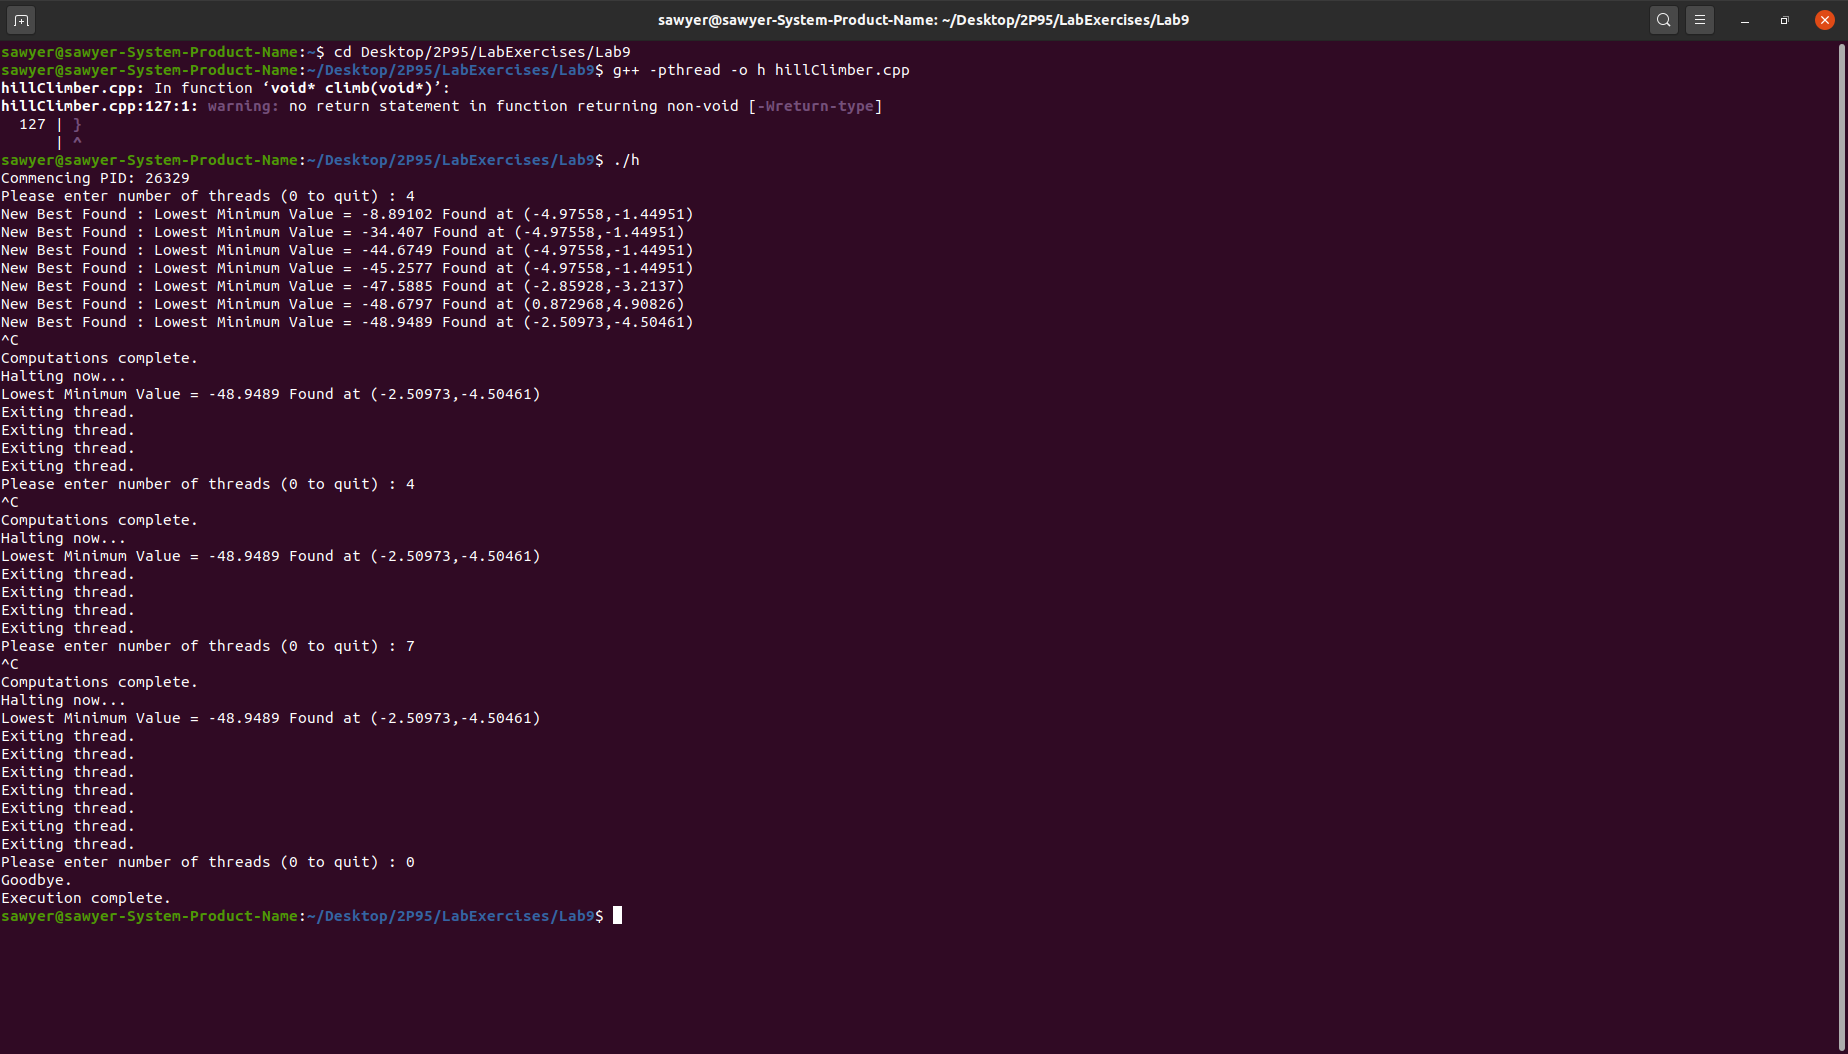 sawyer@sawyer-System-Product-Name: ~/Desktop/2P95/LabExercises/Lab9
sawyer@sawyer-System-Product-Name:~$ cd Desktop/2P95/LabExercises/Lab9
sawyer@sawyer-System-Product-Name:~/Desktop/2P95/LabExercises/Lab9$ g++ -pthread -o h hillClimber.cpp
hillClimber.cpp: In function ‘void* climb(void*)’:
hillClimber.cpp:127:1: warning: no return statement in function returning non-void [-Wreturn-type]
  127 | }
      | ^
sawyer@sawyer-System-Product-Name:~/Desktop/2P95/LabExercises/Lab9$ ./h
Commencing PID: 26329
Please enter number of threads (0 to quit) : 4
New Best Found : Lowest Minimum Value = -8.89102 Found at (-4.97558,-1.44951)
New Best Found : Lowest Minimum Value = -34.407 Found at (-4.97558,-1.44951)
New Best Found : Lowest Minimum Value = -44.6749 Found at (-4.97558,-1.44951)
New Best Found : Lowest Minimum Value = -45.2577 Found at (-4.97558,-1.44951)
New Best Found : Lowest Minimum Value = -47.5885 Found at (-2.85928,-3.2137)
New Best Found : Lowest Minimum Value = -48.6797 Found at (0.872968,4.90826)
New Best Found : Lowest Minimum Value = -48.9489 Found at (-2.50973,-4.50461)
^C
Computations complete.
Halting now...
Lowest Minimum Value = -48.9489 Found at (-2.50973,-4.50461)
Exiting thread.
Exiting thread.
Exiting thread.
Exiting thread.
Please enter number of threads (0 to quit) : 4
^C
Computations complete.
Halting now...
Lowest Minimum Value = -48.9489 Found at (-2.50973,-4.50461)
Exiting thread.
Exiting thread.
Exiting thread.
Exiting thread.
Please enter number of threads (0 to quit) : 7
^C
Computations complete.
Halting now...
Lowest Minimum Value = -48.9489 Found at (-2.50973,-4.50461)
Exiting thread.
Exiting thread.
Exiting thread.
Exiting thread.
Exiting thread.
Exiting thread.
Exiting thread.
Please enter number of threads (0 to quit) : 0
Goodbye.
Execution complete.
sawyer@sawyer-System-Product-Name:~/Desktop/2P95/LabExercises/Lab9$